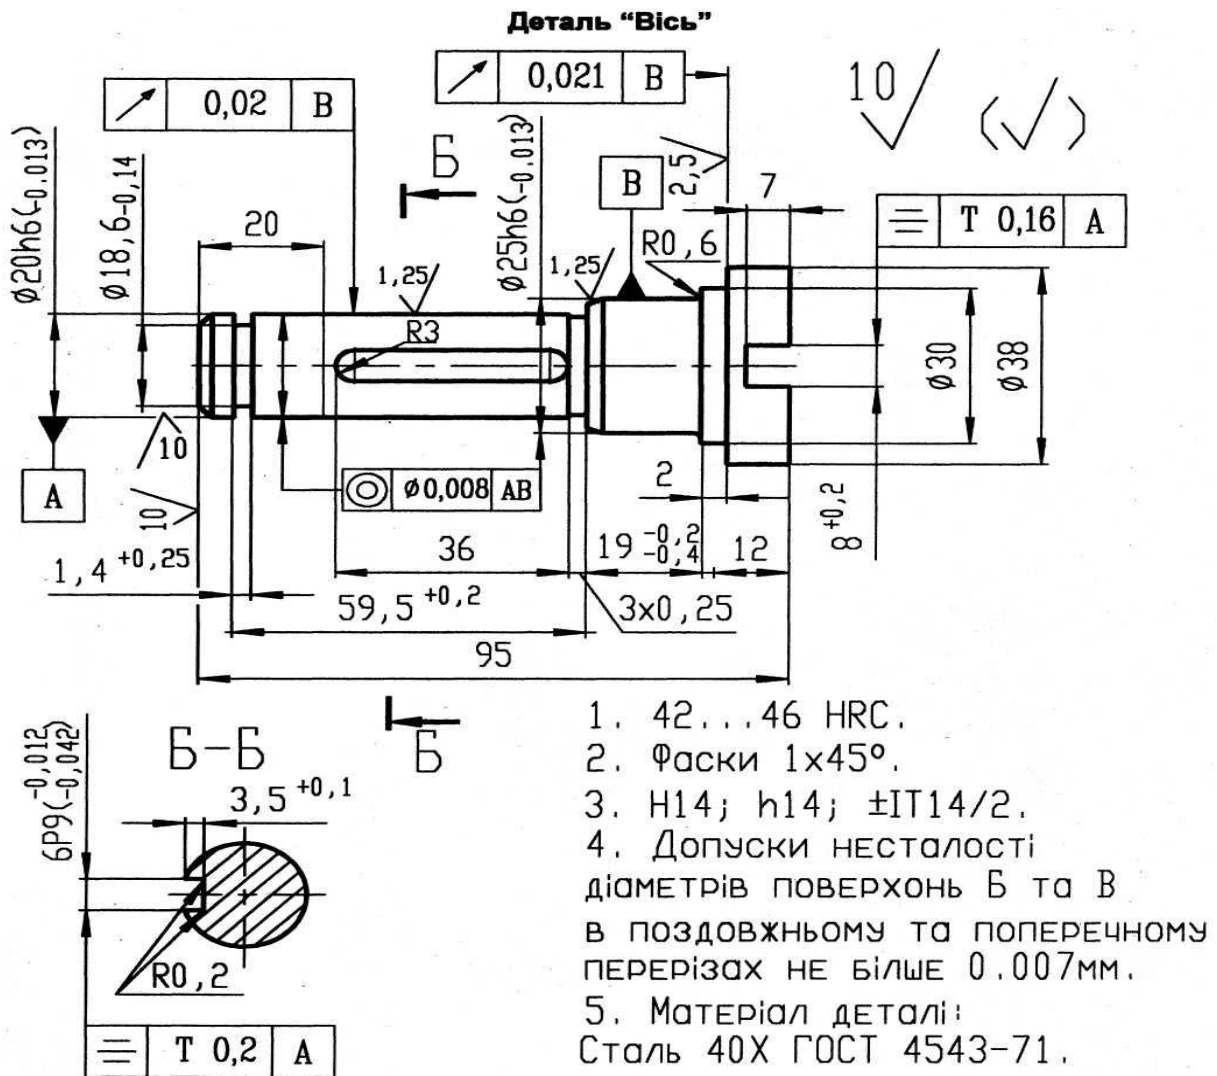 Деталь “Вісь”
0,021 В
10
(√)
0,02 В
ø20h6(-0.013)
ø18,6-0,14
Б
ø25h6(-0.013)
В
2,5
7
Т 0,16 А
20
R0,6
1,25
1,25
R3
ø30
ø38
10
А
ø0,008 АВ
2
10
8+0,2
1,4+0,25
36
19 -0,2 -0,4
12
59,5+0,2
3x0,25
95
Б
Б-Б
6Р9(-0,012 -0,042)
3,5+0,1
R0,2
Т 0,2 А
1. 42...46 HRC.
2. Фаски 1x45°.
3. H14; h14; ±IT14/2.
4. Допуски несталості
діаметрів поверхонь Б та В
в поздовжньому та поперечному
перерізах не білше 0.007мм.
5. Матеріал деталі:
Сталь 40Х ГОСТ 4543-71.